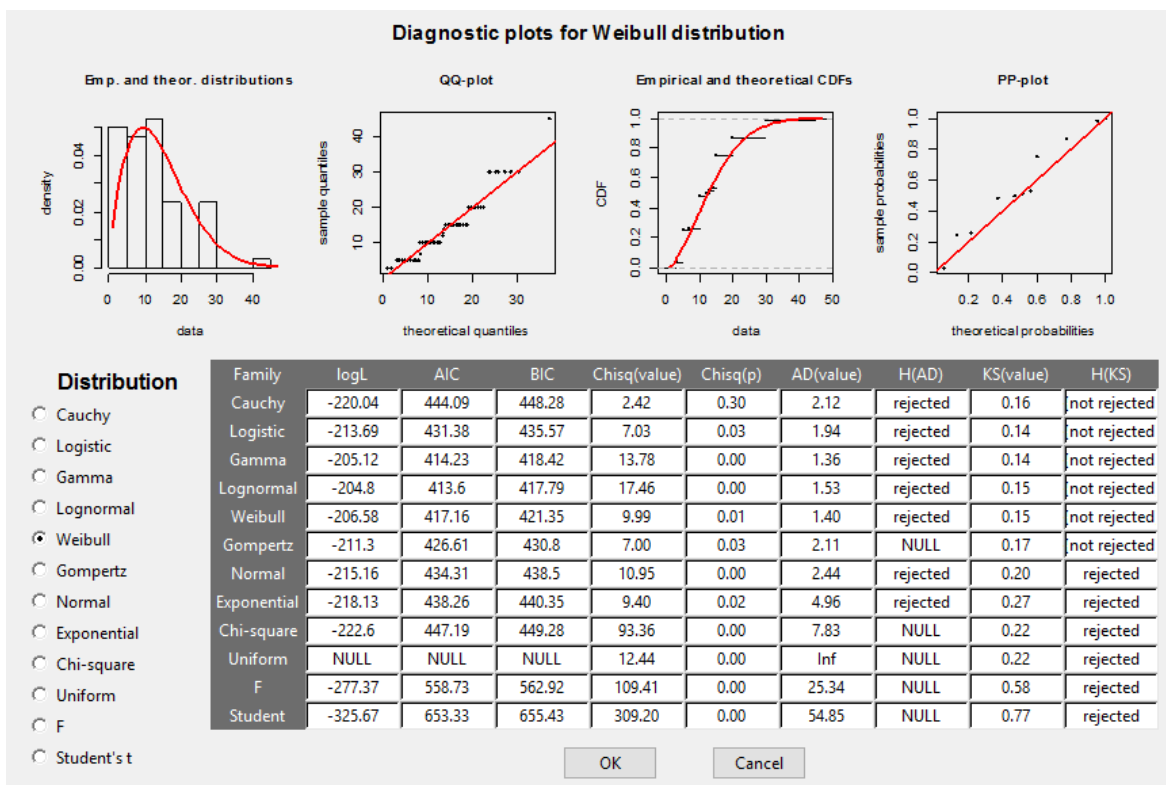 Diagnostic plots for Weibull distribution
Emp. and theor. distributions
density
0.00 0.02 0.04
0 10 20 30 40
data
QQ-plot
sample quantiles
10 20 30 40
0 10 20 30
theoretical quantiles
Empirical and theoretical CDFs
CDF
0.0 0.2 0.4 0.6 0.8 1.0
0 10 20 30 40 50
data
PP-plot
sample probabilities
0.0 0.2 0.4 0.6 0.8 1.0
0.2 0.4 0.6 0.8 1.0
theoretical probabilities
Distribution
Cauchy
Logistic
Gamma
Lognormal
Weibull
Gompertz
Normal
Exponential
Chi-square
Uniform
F
Student's t
Family logL AIC BIC Chisq(value) Chisq(p) AD(value) H(AD) KS(value) H(KS)
Cauchy -220.04 444.09 448.28 2.42 0.30 2.12 rejected 0.16 not rejected
Logistic -213.69 431.38 435.57 7.03 0.03 1.94 rejected 0.14 not rejected
Gamma -205.12 414.23 418.42 13.78 0.00 1.36 rejected 0.14 not rejected
Lognormal -204.8 413.6 417.79 17.46 0.00 1.53 rejected 0.15 not rejected
Weibull -206.58 417.16 421.35 9.99 0.01 1.40 rejected 0.15 not rejected
Gompertz -211.3 426.61 430.8 7.00 0.03 2.11 NULL 0.17 not rejected
Normal -215.16 434.31 438.5 10.95 0.00 2.44 rejected 0.20 rejected
Exponential -218.13 438.26 440.35 9.40 0.02 4.96 rejected 0.27 rejected
Chi-square -222.6 447.19 449.28 93.36 0.00 7.83 NULL 0.22 rejected
Uniform NULL NULL NULL 12.44 0.00 Inf NULL 0.22 rejected
F -277.37 558.73 562.92 109.41 0.00 25.34 NULL 0.58 rejected
Student -325.67 653.33 655.43 309.20 0.00 54.85 NULL 0.77 rejected
OK
Cancel